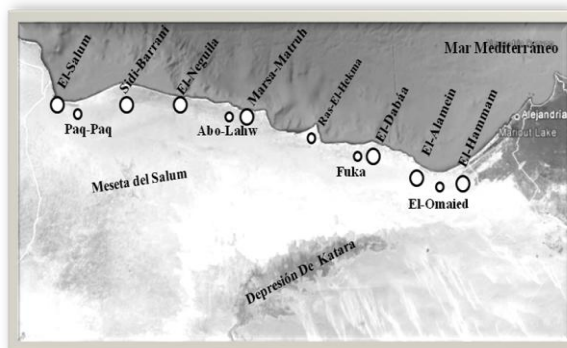 Mar Mediterráneo
El-Salum
Sidi-Barrani
El-Neguila
Marsa-Matruh
Ras-El-Hekma
El-Dabáa
El-Alamein
El-Hammam
Alejandría
Mariout Lake
Paq-Paq
Abo-Lahw
Fuka
El-Omaied
Meseta del Salum
Depresión De Katara